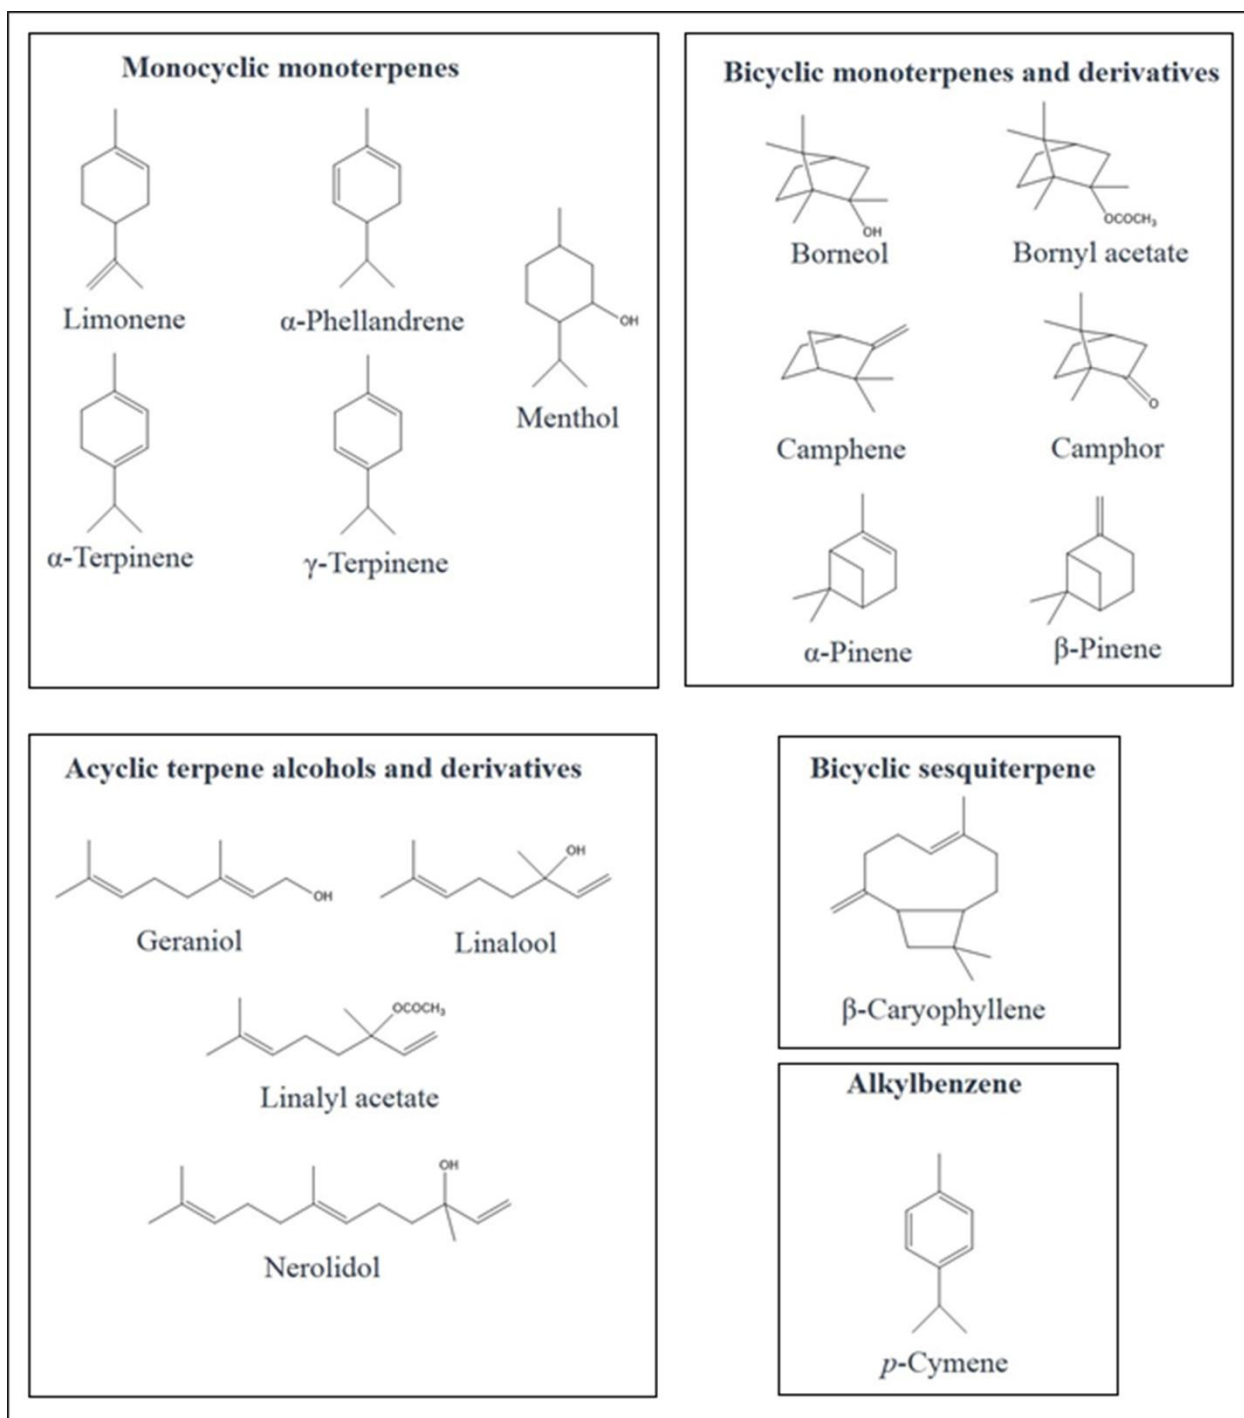 Monocyclic monoterpenes
Limonene
α-Phellandrene
OH
Menthol
α-Terpinene
γ-Terpinene
Bicyclic monoterpenes and derivatives
OH
Borneol
OCOCH₃
Bornyl acetate
Camphene
O
Camphor
α-Pinene
β-Pinene
Acyclic terpene alcohols and derivatives
OH
Geraniol
OH
Linalool
OCOCH₃
Linalyl acetate
OH
Nerolidol
Bicyclic sesquiterpene
β-Caryophyllene
Alkylbenzene
p-Cymene